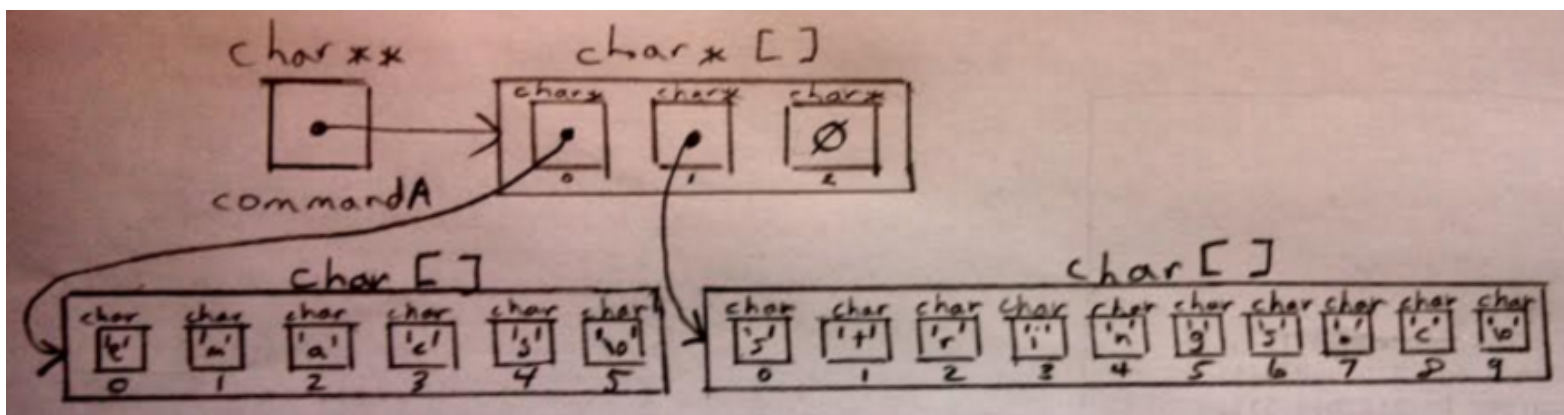 char ** char * [ ]
char* char* char*
Ø
0 1 2
commandA
char [ ] char [ ]
char char char char char char char char char char char char char char char char
'e' 'm' 'a' 'c' 's' '\0' 's' 't' 'r' 'i' 'n' 'g' 's' '.' 'c' '\0'
0 1 2 3 4 5 0 1 2 3 4 5 6 7 8 9